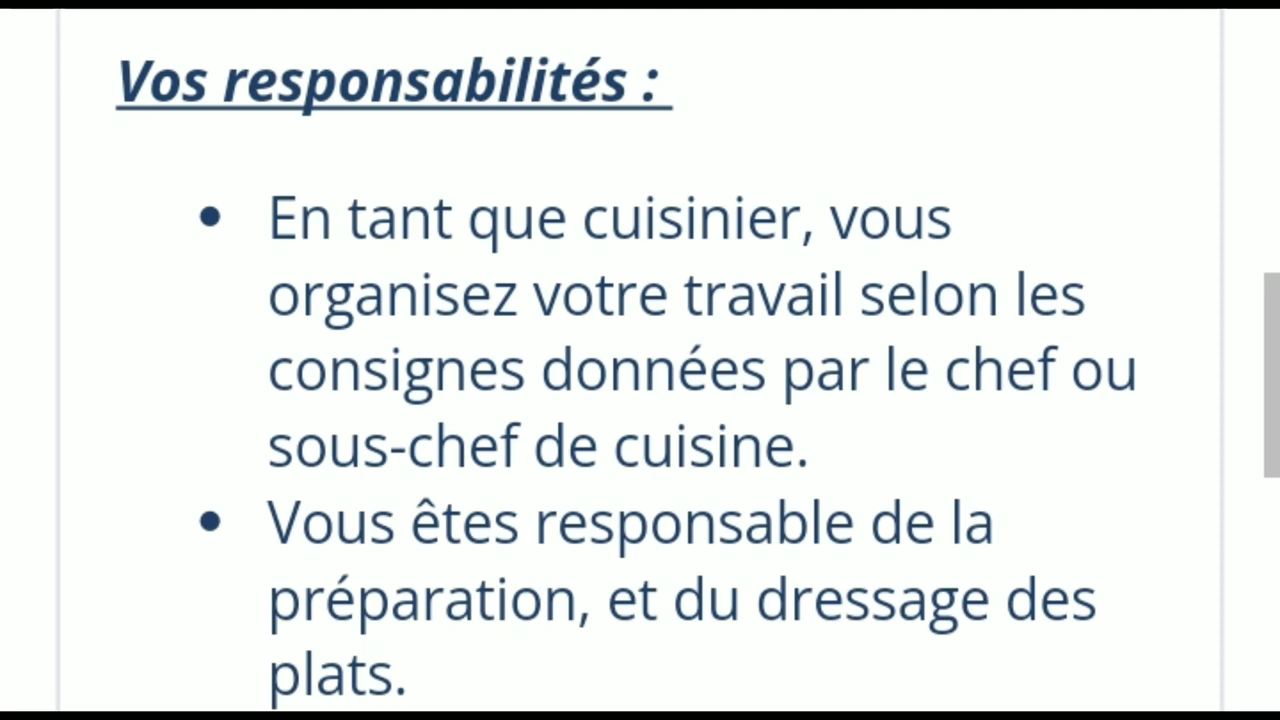 Vos responsabilités :
En tant que cuisinier, vous
organisez votre travail selon les
consignes données par le chef ou
sous-chef de cuisine.
Vous êtes responsable de la
préparation, et du dressage des
plats.